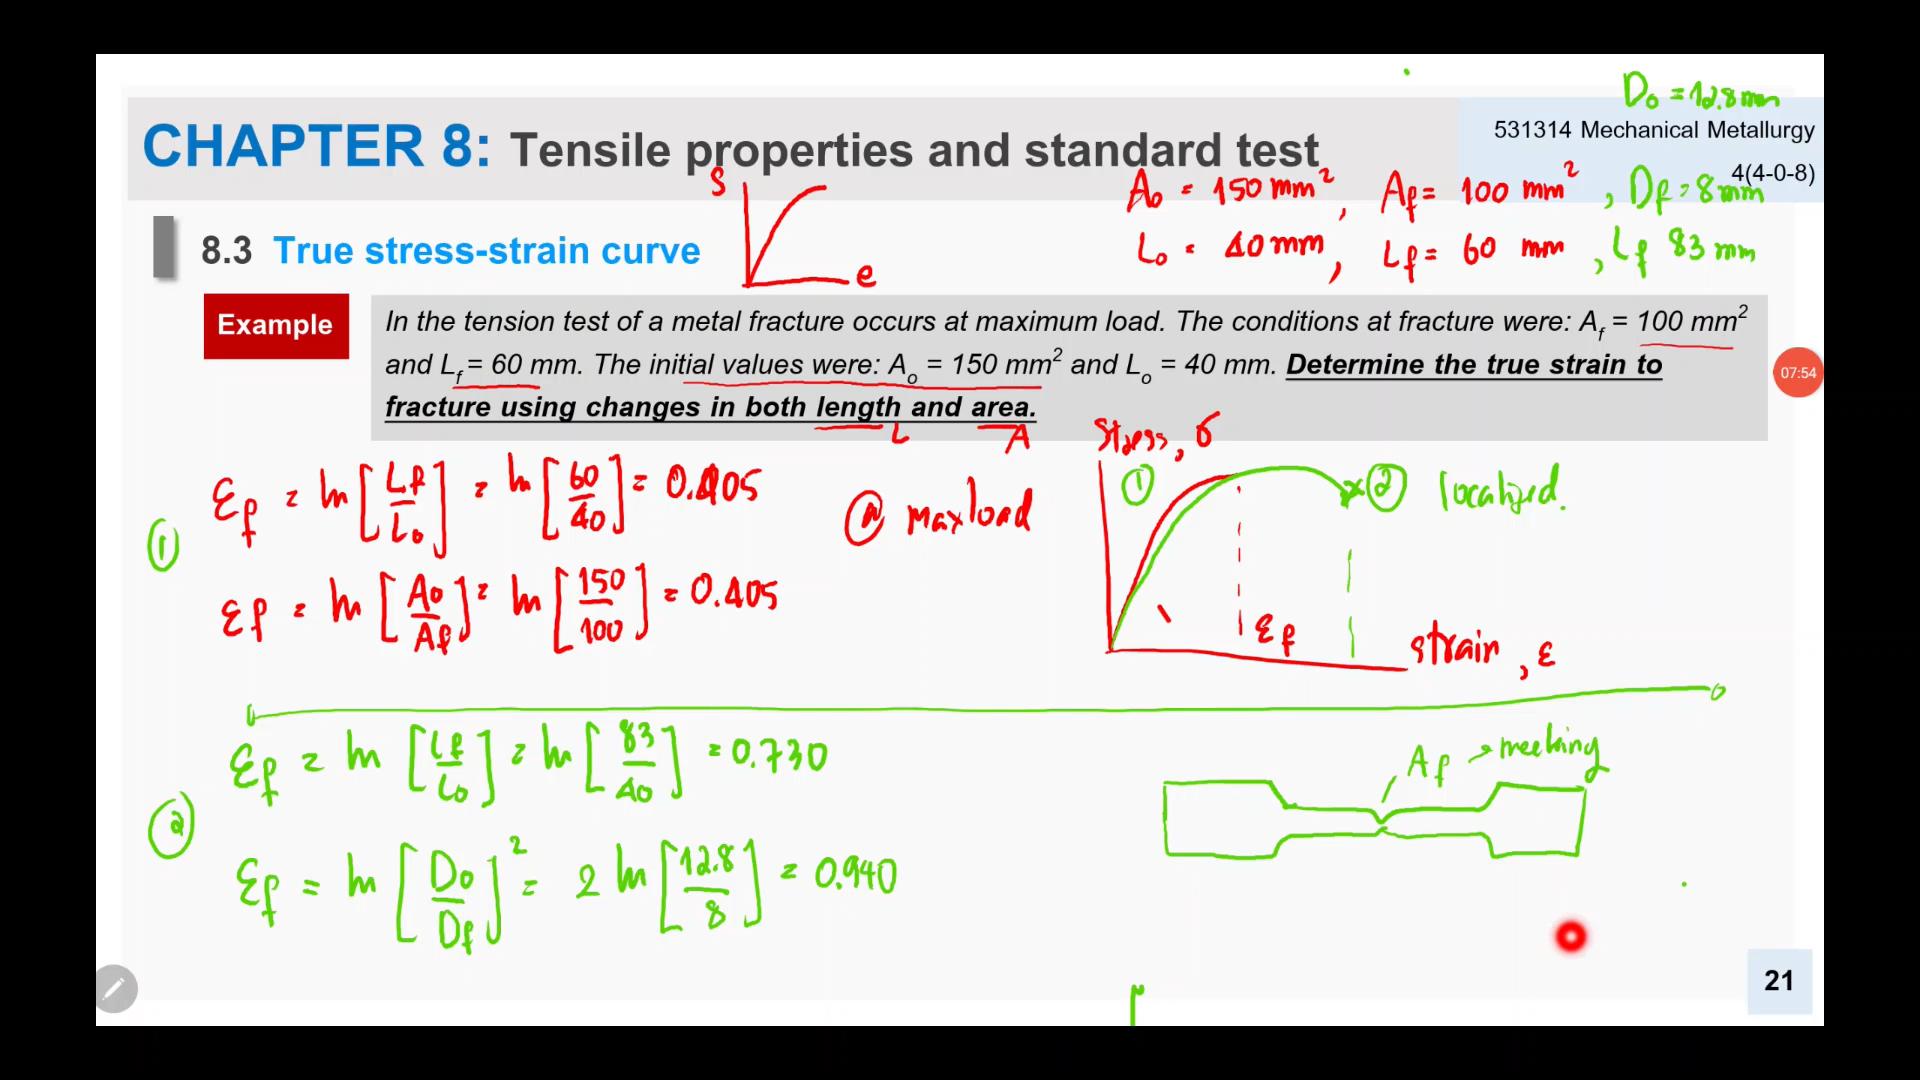 D₀ = 12.8 mm
CHAPTER 8: Tensile properties and standard test
531314 Mechanical Metallurgy
4(4-0-8)
A₀ = 150 mm², A_f = 100 mm², D_f = 8 mm
L₀ = 40 mm, L_f = 60 mm, L_f 83 mm
8.3 True stress-strain curve
S
e
Example
In the tension test of a metal fracture occurs at maximum load. The conditions at fracture were: A_f = 100 mm²
and L_f = 60 mm. The initial values were: A_o = 150 mm² and L_o = 40 mm. Determine the true strain to
fracture using changes in both length and area.
07:54
L A
Stress, σ
① ε_f = ln [L_f/L₀] = ln [60/40] = 0.405
@ max load
① ② localized.
ε_f = ln [A₀/A_f] = ln [150/100] = 0.405
ε_f
strain, ε
② ε_f = ln [L_f/L₀] = ln [83/40] = 0.730
A_f → necking
ε_f = ln [D₀/D_f]² = 2 ln [12.8/8] = 0.940
21